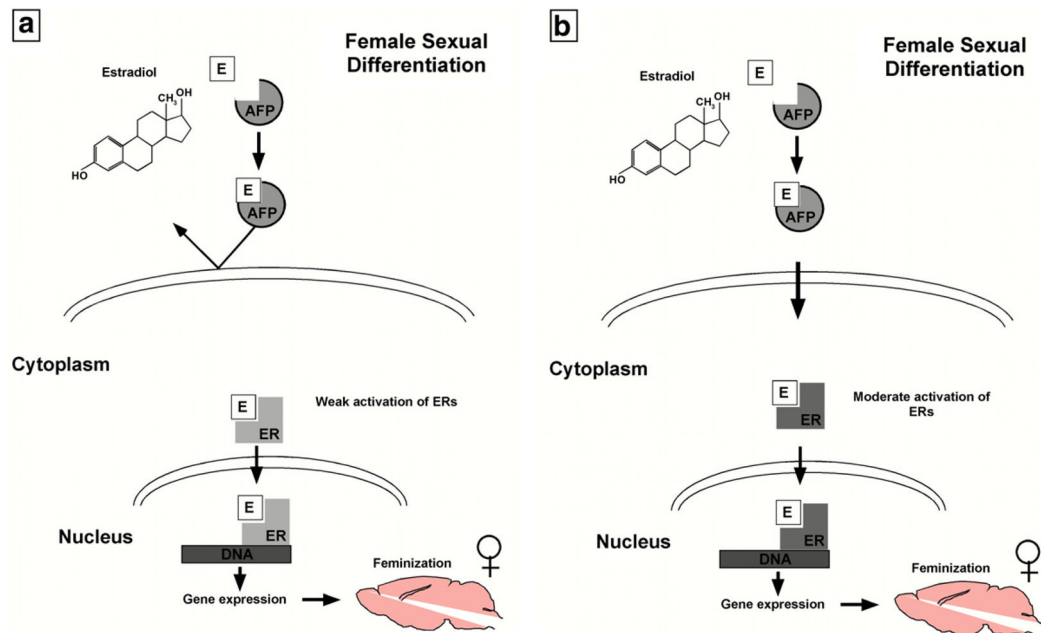 a
Female Sexual
Differentiation
Estradiol
E
CH3
OH
HO
AFP
E
AFP
Cytoplasm
E
ER
Weak activation of ERs
Nucleus
E
ER
DNA
Gene expression
Feminization
b
Female Sexual
Differentiation
Estradiol
E
CH3
OH
HO
AFP
E
AFP
Cytoplasm
E
ER
Moderate activation of
ERs
Nucleus
E
ER
DNA
Gene expression
Feminization